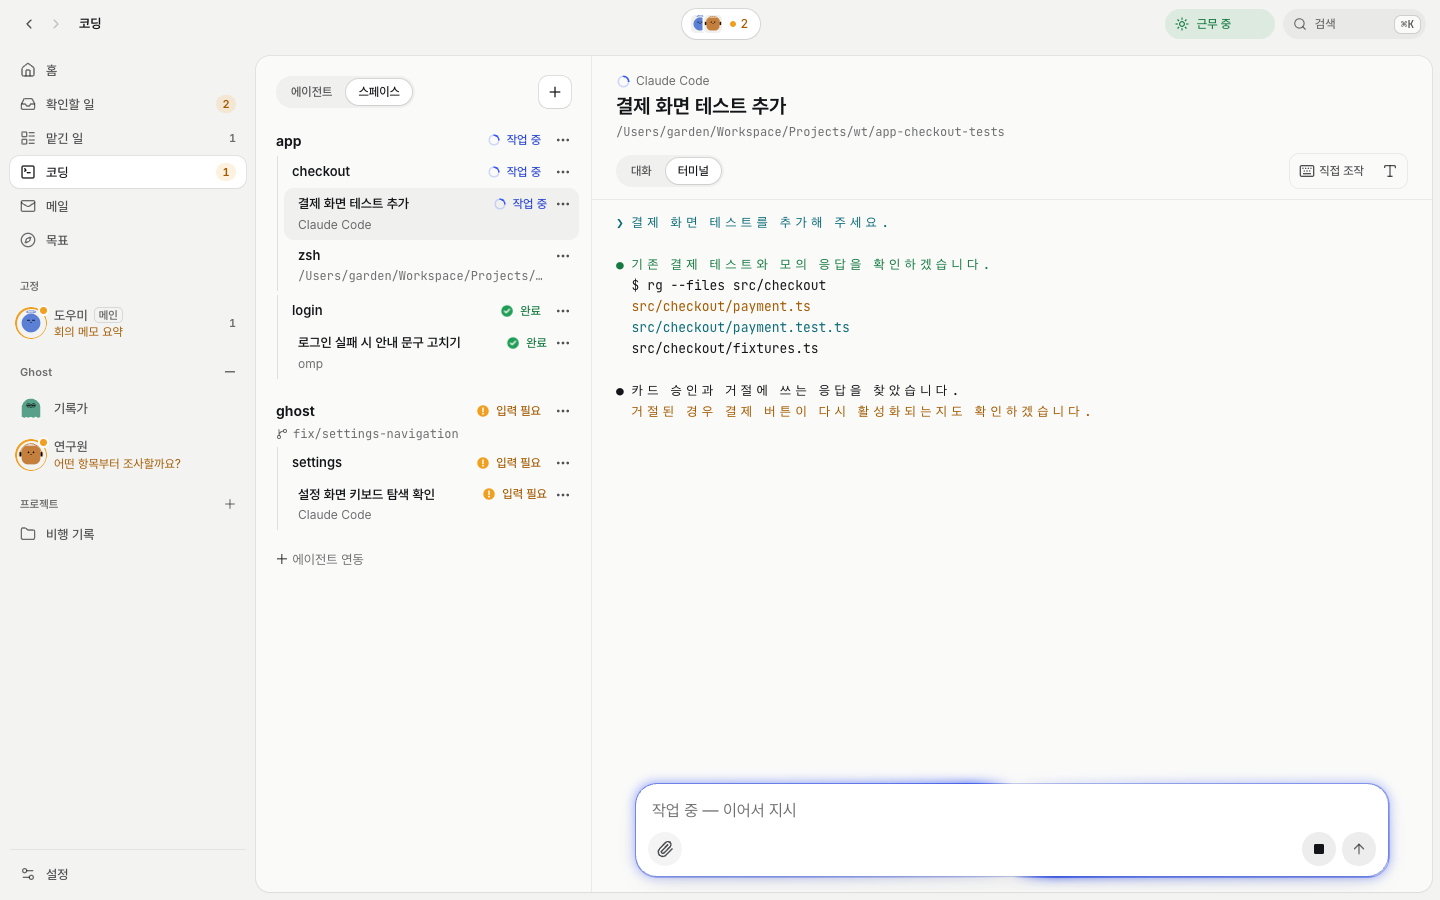 코딩
2
근무 중
검색
⌘K
홈
확인할 일
2
맡긴 일
1
코딩
1
메일
목표
고정
도우미 메인
회의 메모 요약
1
Ghost
기록가
연구원
어떤 항목부터 조사할까요?
프로젝트
비행 기록
설정
에이전트
스페이스
app
작업 중
checkout
작업 중
결제 화면 테스트 추가
작업 중
Claude Code
zsh
/Users/garden/Workspace/Projects/…
login
완료
로그인 실패 시 안내 문구 고치기
완료
omp
ghost
입력 필요
fix/settings-navigation
settings
입력 필요
설정 화면 키보드 탐색 확인
입력 필요
Claude Code
에이전트 연동
Claude Code
결제 화면 테스트 추가
/Users/garden/Workspace/Projects/wt/app-checkout-tests
대화
터미널
직접 조작
❯ 결제 화면 테스트를 추가해 주세요.
● 기존 결제 테스트와 모의 응답을 확인하겠습니다.
$ rg --files src/checkout
src/checkout/payment.ts
src/checkout/payment.test.ts
src/checkout/fixtures.ts
● 카드 승인과 거절에 쓰는 응답을 찾았습니다.
거절된 경우 결제 버튼이 다시 활성화되는지도 확인하겠습니다.
작업 중 — 이어서 지시